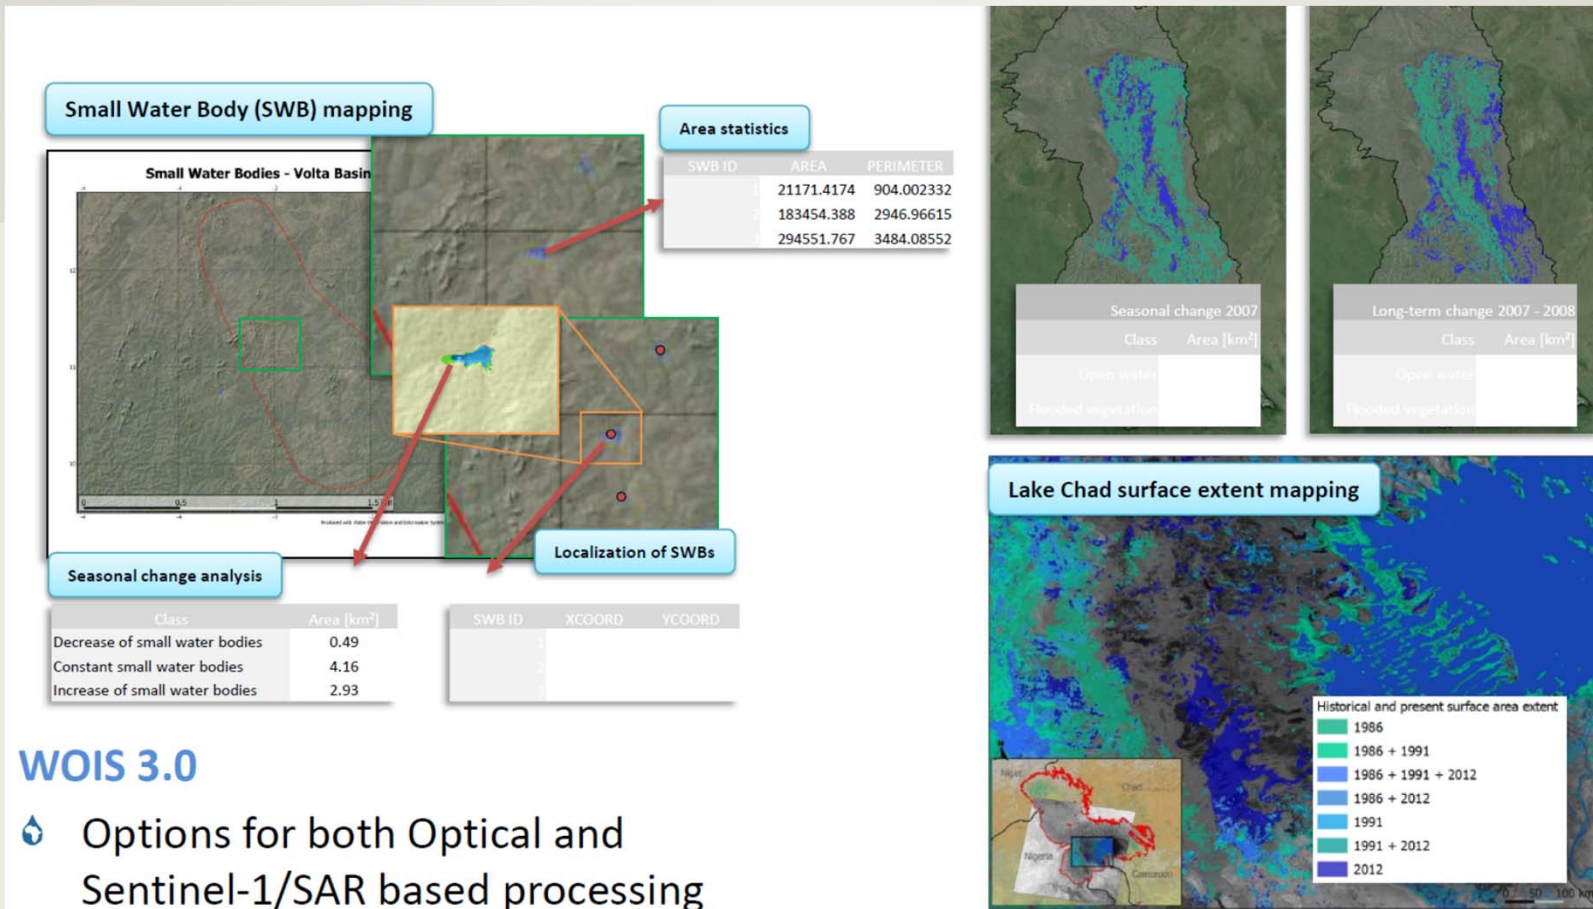 Small Water Body (SWB) mapping
Small Water Bodies - Volta Basin
Area statistics
SWB ID AREA PERIMETER
1 21171.4174 904.002332
2 183454.388 2946.96615
294551.767 3484.08552
Seasonal change analysis
Class Area [km²]
Decrease of small water bodies 0.49
Constant small water bodies 4.16
Increase of small water bodies 2.93
Localization of SWBs
SWB ID XCOORD YCOORD
1
2
3
WOIS 3.0
Options for both Optical and
Sentinel-1/SAR based processing
Seasonal change 2007
Class Area [km²]
Open water
Flooded vegetation
Long-term change 2007 - 2008
Class Area [km²]
Open water
Flooded vegetation
Lake Chad surface extent mapping
Historical and present surface area extent
1986
1986 + 1991
1986 + 1991 + 2012
1986 + 2012
1991
1991 + 2012
2012
Niger
Chad
Nigeria
Cameroon
0 50 100 km